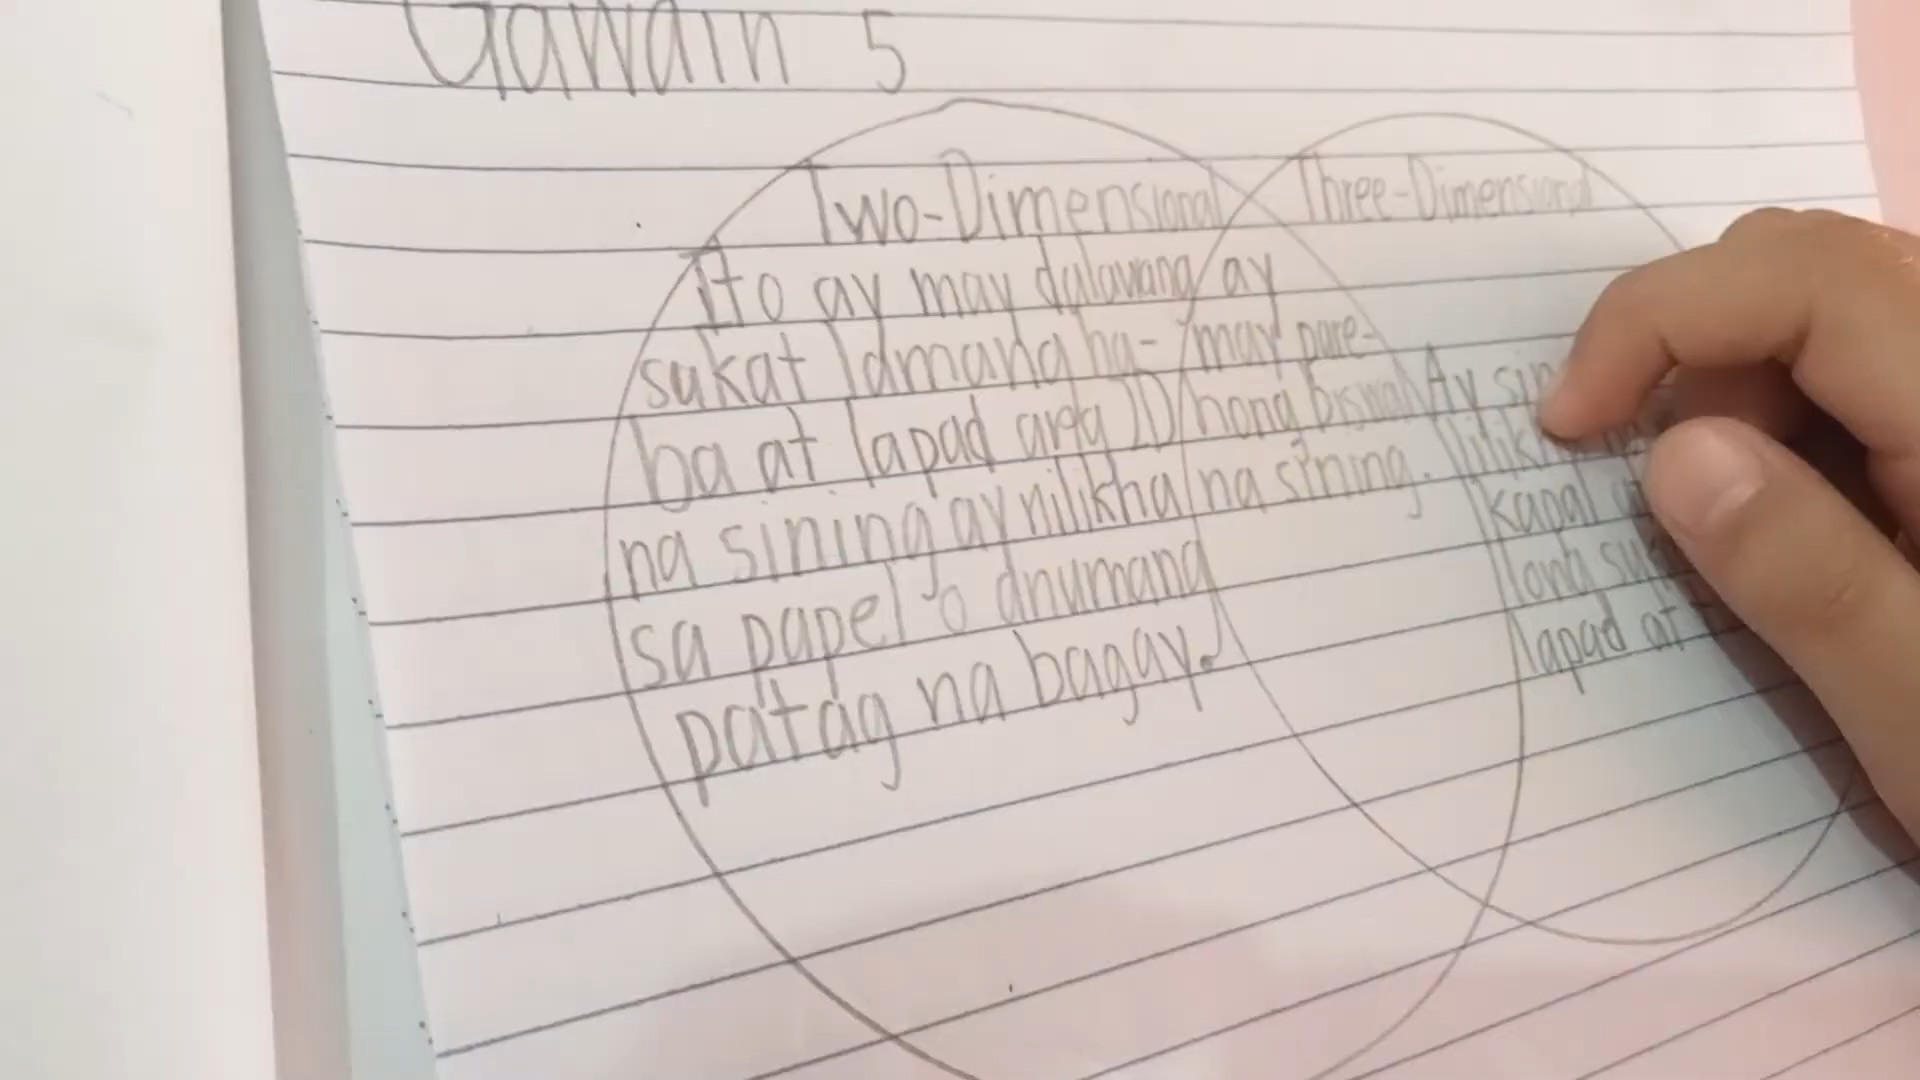 Gawain 5
Two-Dimensional
Ito ay may dalawang
sukat lamang ha-
ba at lapad ang 2D
na sining ay nilikha
sa papel o anumang
patag na bagay.
ay
may pare-
hong biswal
na sining.
Three-Dimensional
Ay
kapal
long
lapad at